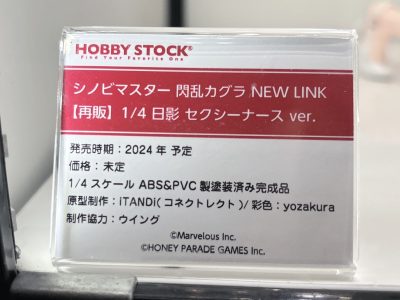 HOBBY STOCK®
Find Your Favorite One
シノビマスター 閃乱カグラ NEW LINK
【再販】1/4 日影 セクシーナース ver.
発売時期：2024年 予定
価格：未定
1/4 スケール ABS&PVC 製塗装済み完成品
原型制作：ITANDi(コネクトレクト)/ 彩色：yozakura
制作協力：ウイング
©Marvelous Inc.
©HONEY PARADE GAMES Inc.